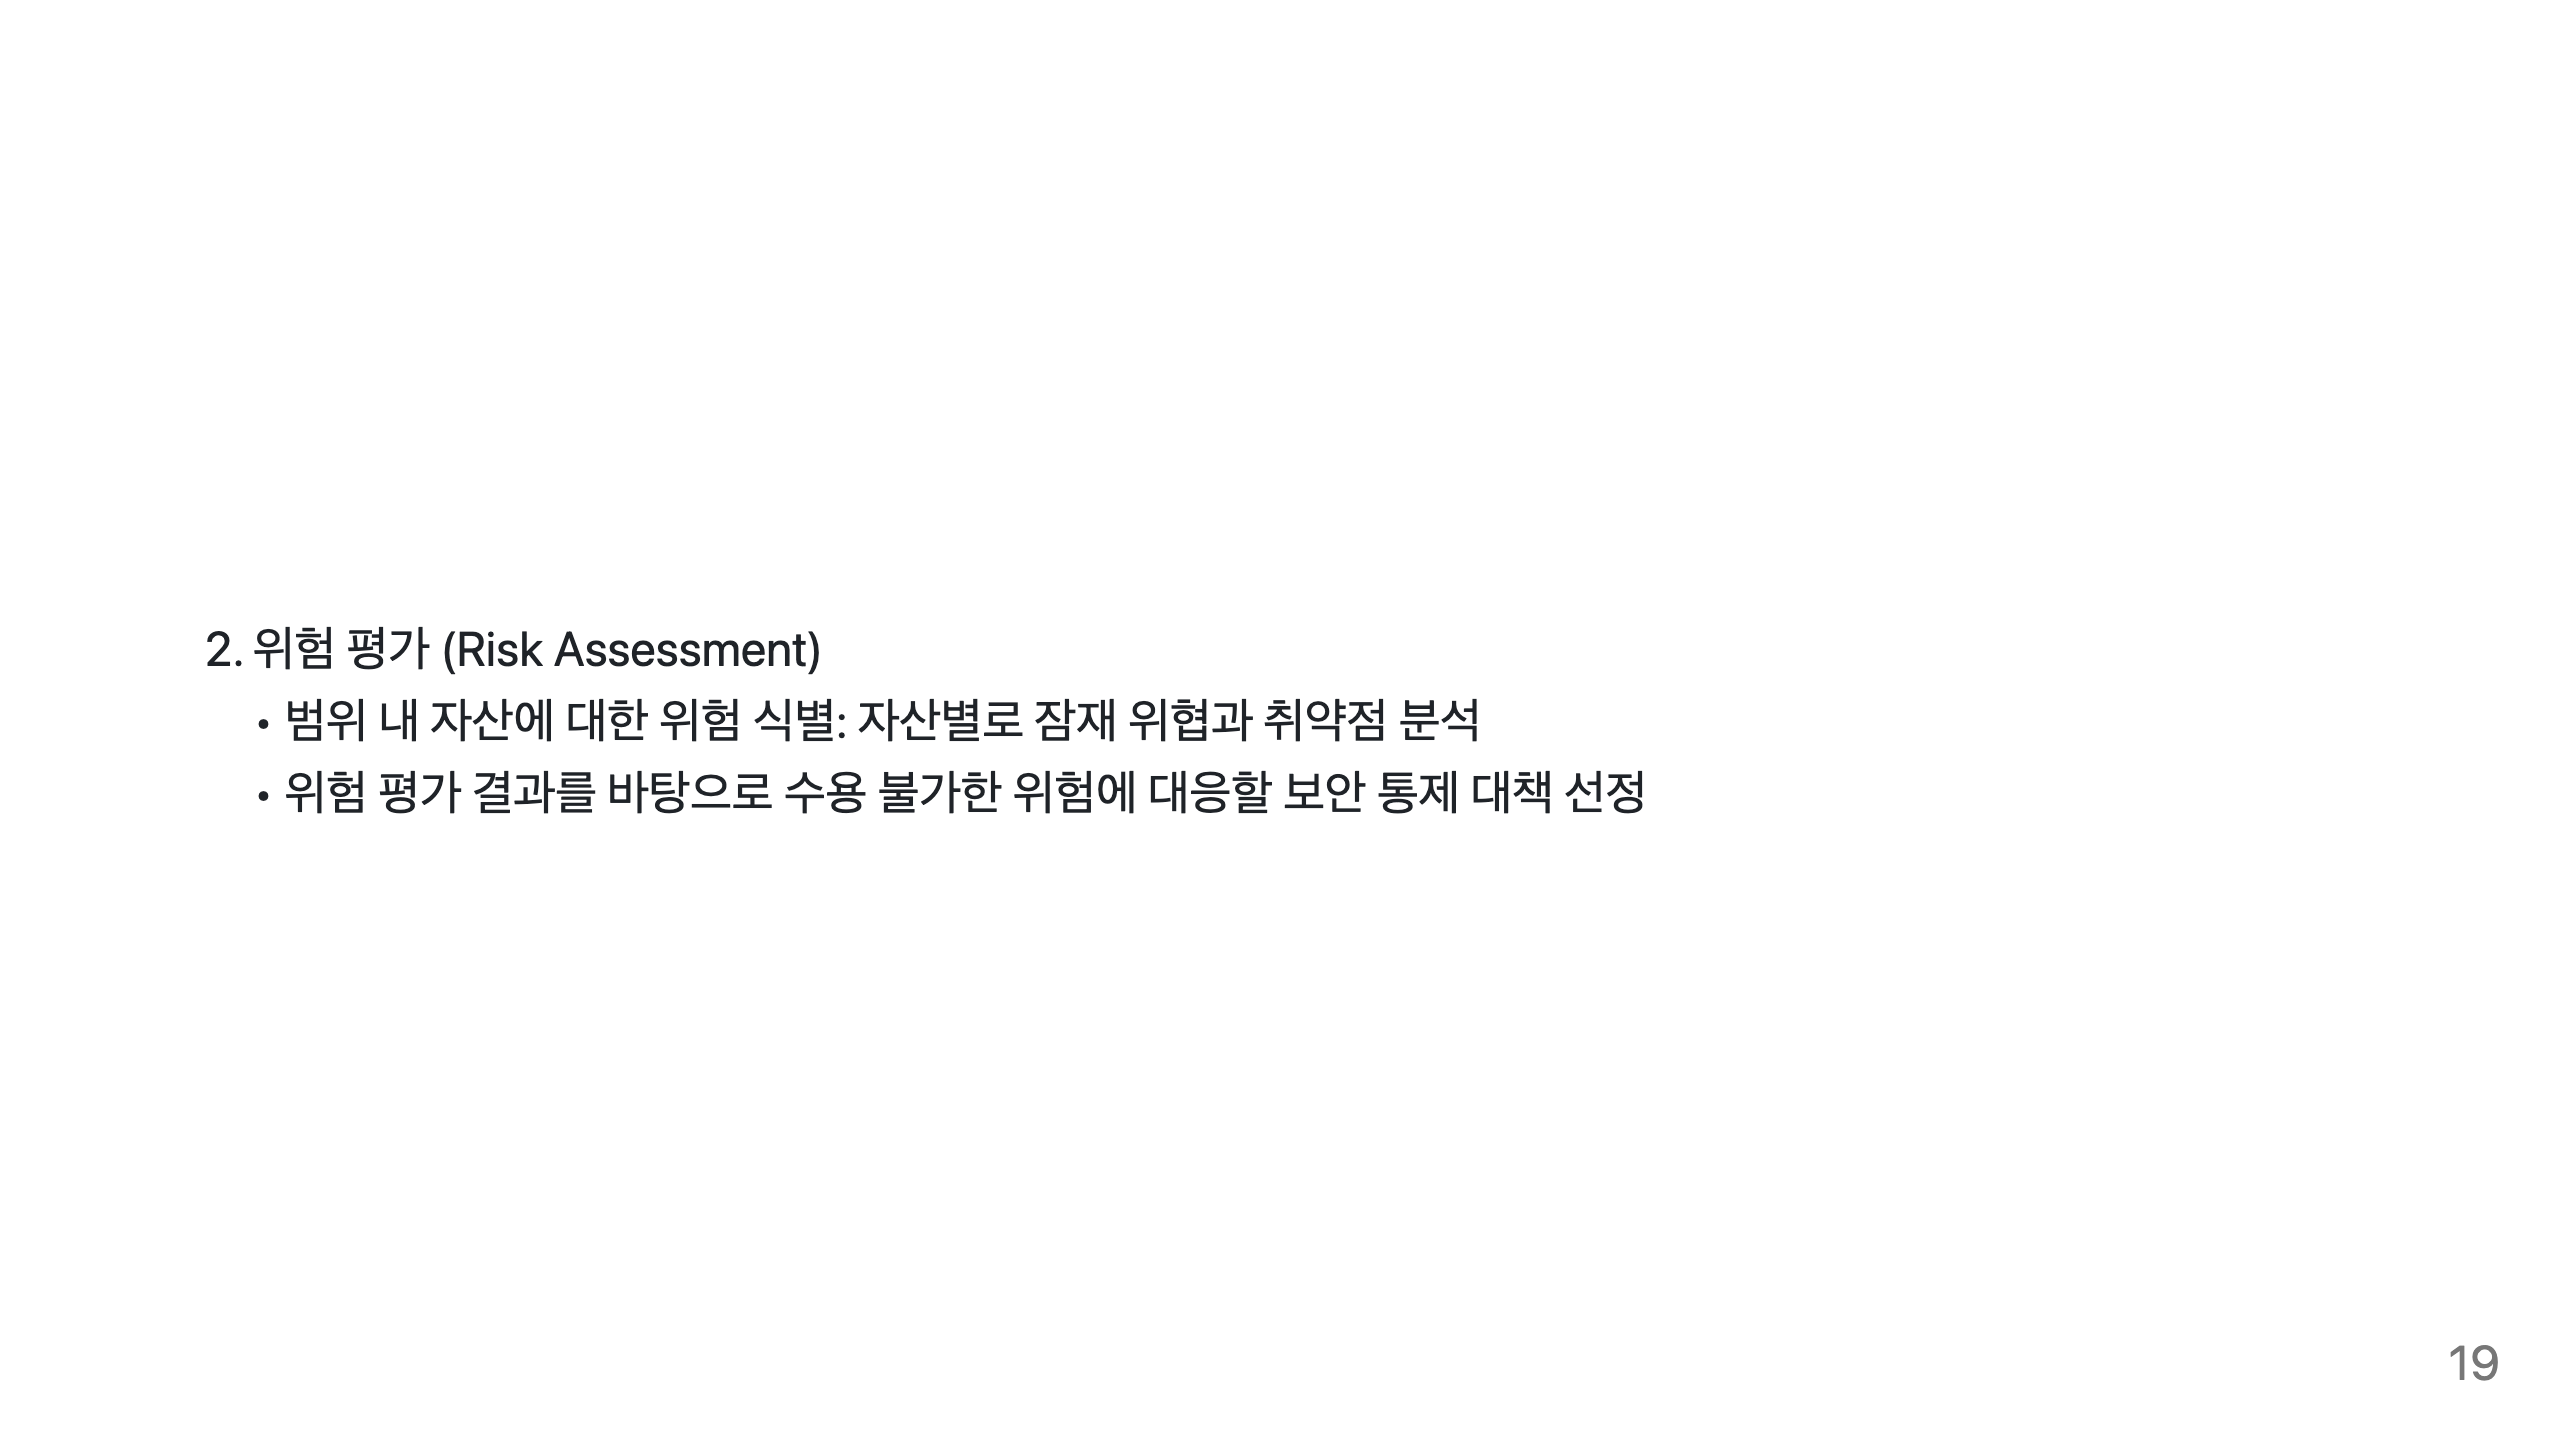 2. 위험 평가 (Risk Assessment)
• 범위 내 자산에 대한 위험 식별: 자산별로 잠재 위협과 취약점 분석
• 위험 평가 결과를 바탕으로 수용 불가한 위험에 대응할 보안 통제 대책 선정
19